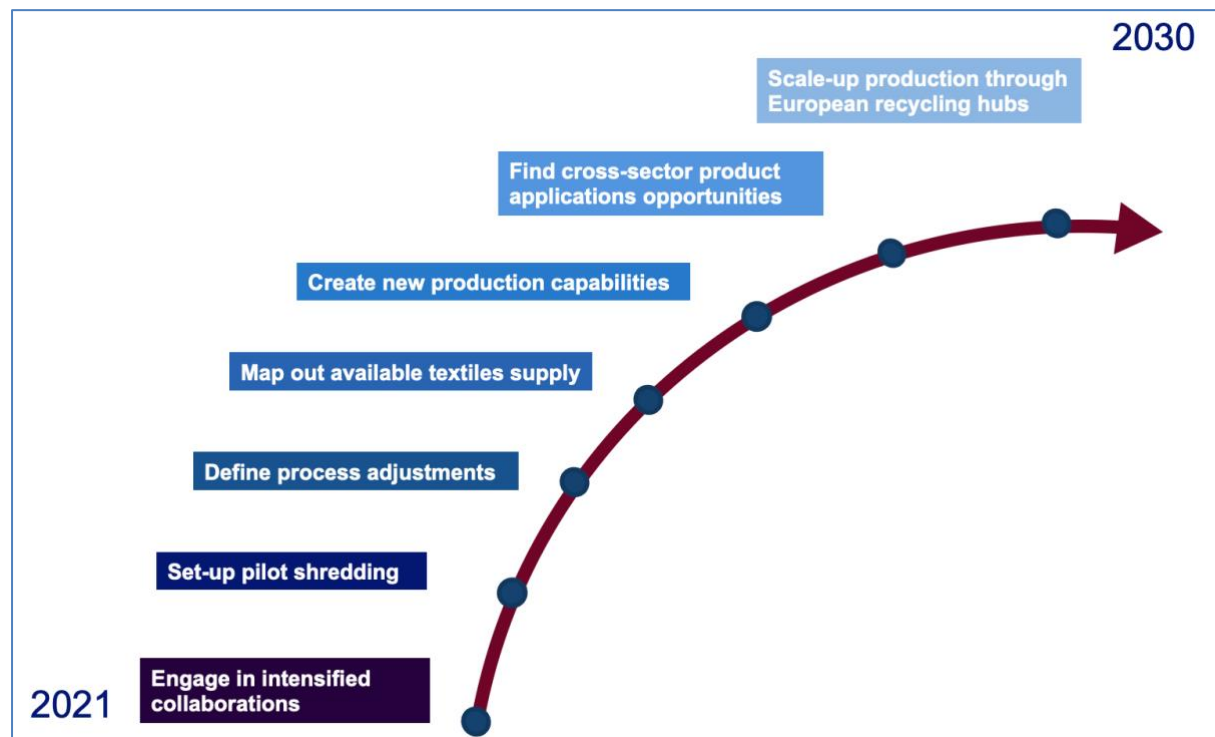 2030
Scale-up production through
European recycling hubs
Find cross-sector product
applications opportunities
Create new production capabilities
Map out available textiles supply
Define process adjustments
Set-up pilot shredding
Engage in intensified
collaborations
2021